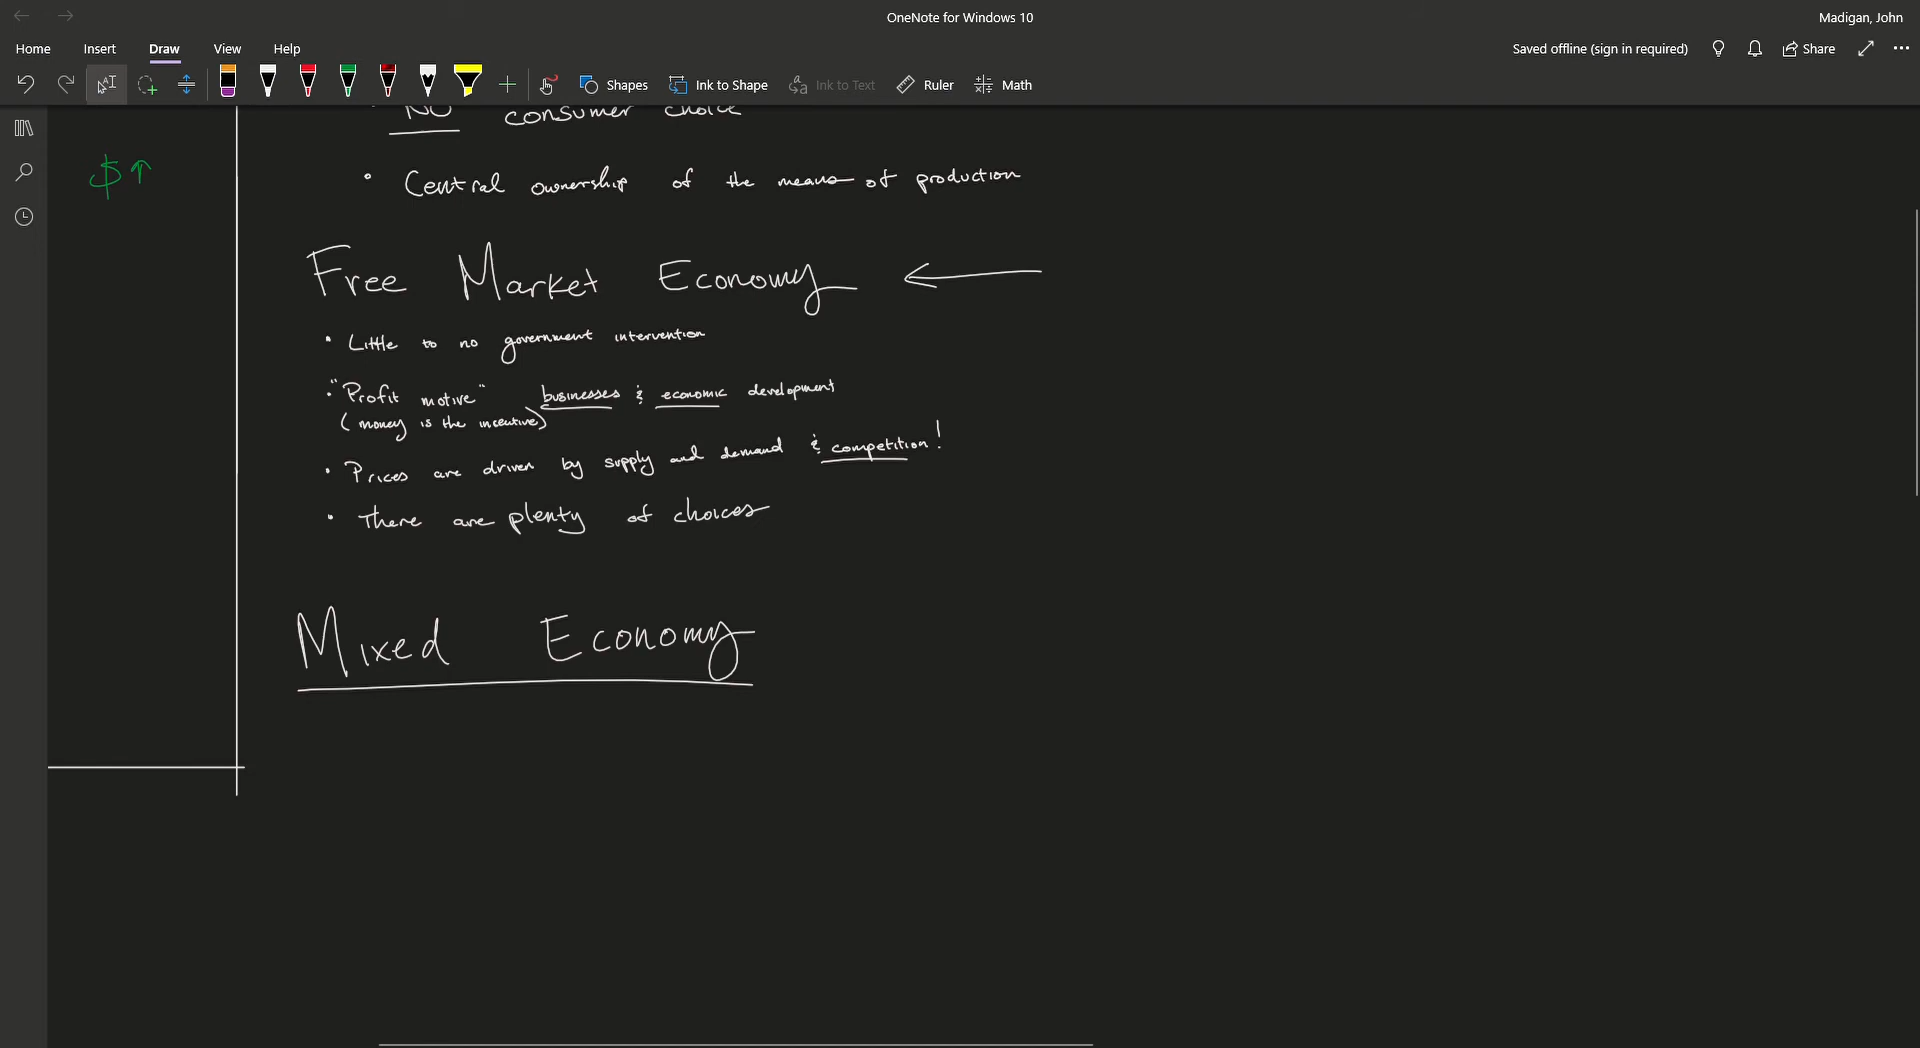 OneNote for Windows 10
Madigan, John
Home Insert Draw View Help
Saved offline (sign in required) Share
Shapes Ink to Shape Ink to Text Ruler Math
NO consumer choice
$↑
• Central ownership of the means of production
Free Market Economy ←
• Little to no government intervention
• "Profit motive" businesses & economic development
(money is the incentive)
• Prices are driven by supply and demand & competition!
• There are plenty of choices
Mixed Economy